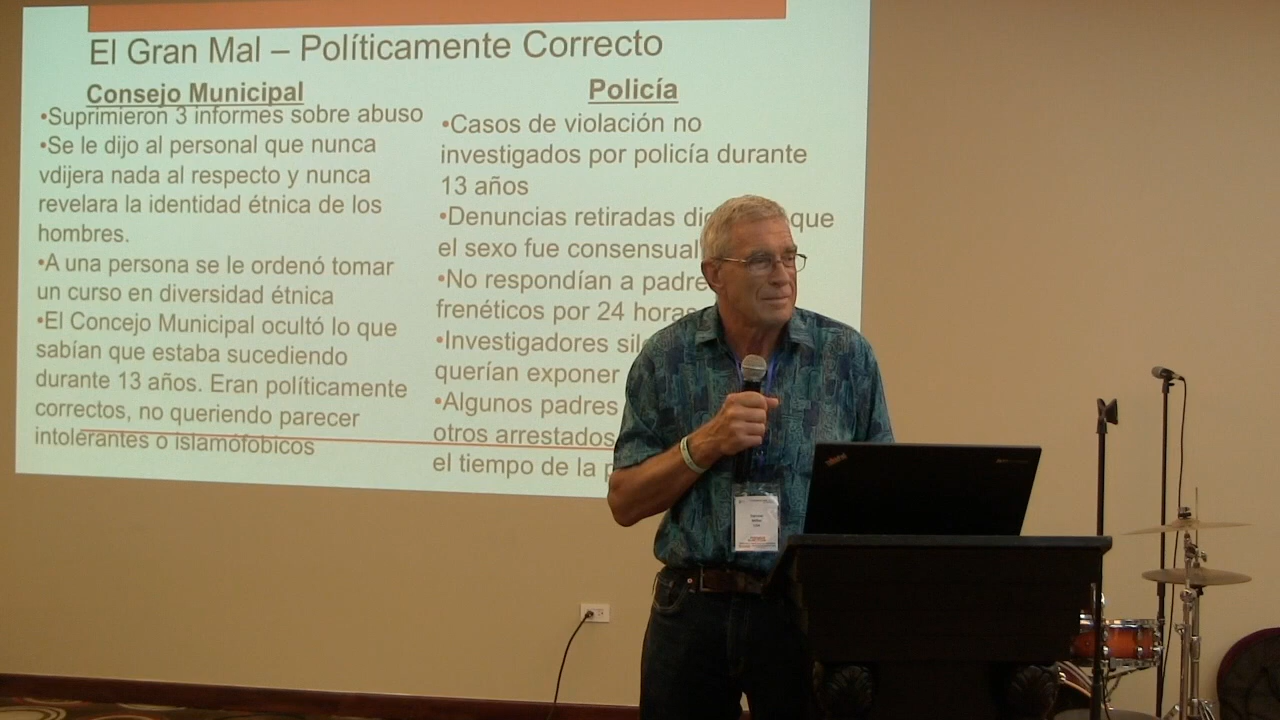 El Gran Mal – Políticamente Correcto
Consejo Municipal
•Suprimieron 3 informes sobre abuso
•Se le dijo al personal que nunca
vdijera nada al respecto y nunca
revelara la identidad étnica de los
hombres.
•A una persona se le ordenó tomar
un curso en diversidad étnica
•El Concejo Municipal ocultó lo que
sabían que estaba sucediendo
durante 13 años. Eran políticamente
correctos, no queriendo parecer
intolerantes o islamófobicos
Policía
•Casos de violación no
investigados por policía durante
13 años
•Denuncias retiradas que
el sexo fue consensual
•No respondían a padre
frenéticos por 24 horas
•Investigadores
querían exponer
•Algunos padres
otros arrestados
el tiempo de la